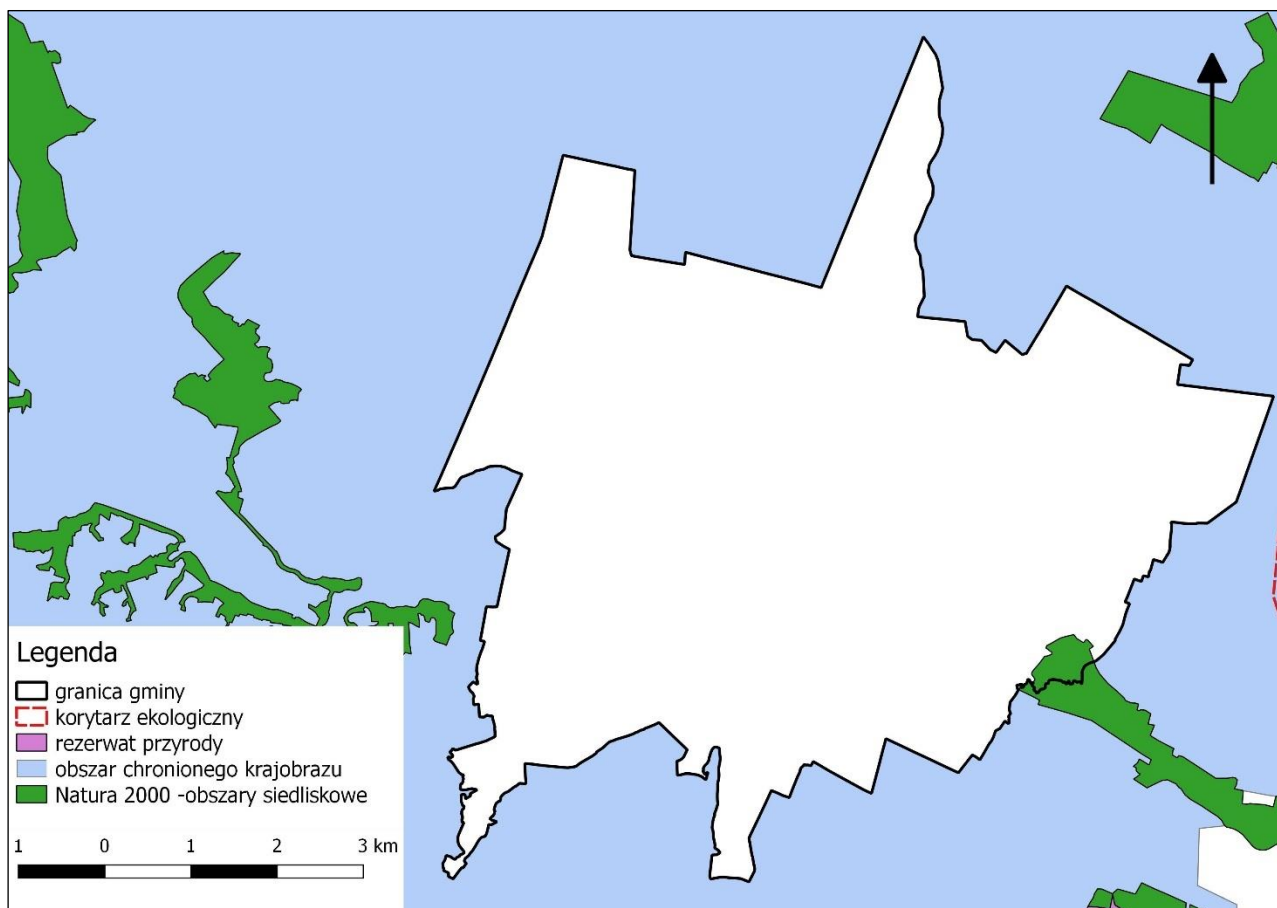 Legenda
granica gminy
korytarz ekologiczny
rezerwat przyrody
obszar chronionego krajobrazu
Natura 2000 -obszary siedliskowe
1 0 1 2 3 km